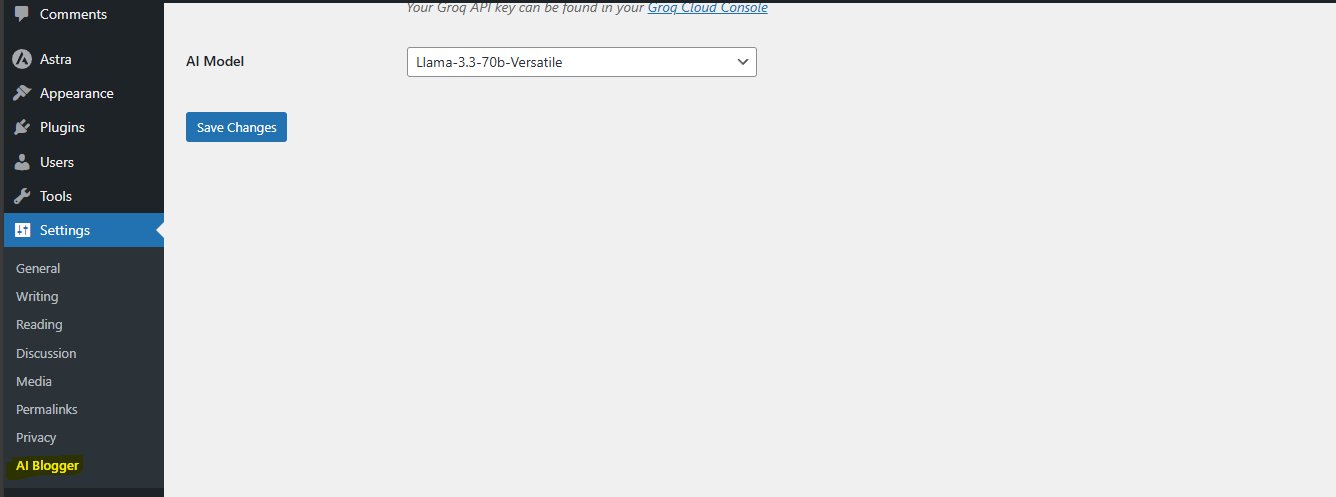 Comments
Astra
Appearance
Plugins
Users
Tools
Settings
General
Writing
Reading
Discussion
Media
Permalinks
Privacy
AI Blogger
Your Groq API key can be found in your Groq Cloud Console
AI Model
Llama-3.3-70b-Versatile
Save Changes